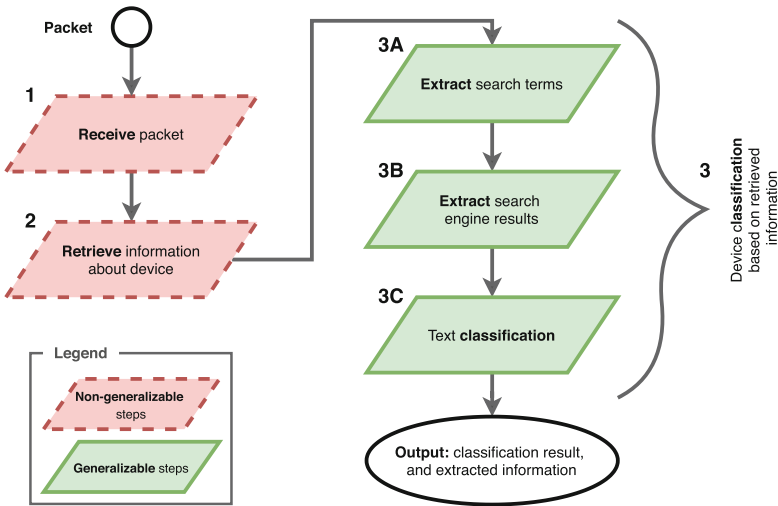 Packet
1
Receive packet
2
Retrieve information
about device
3A
Extract search terms
3B
Extract search
engine results
3C
Text classification
Output: classification result,
and extracted information
3
Device classification
based on retrieved
information
Legend
Non-generalizable
steps
Generalizable steps